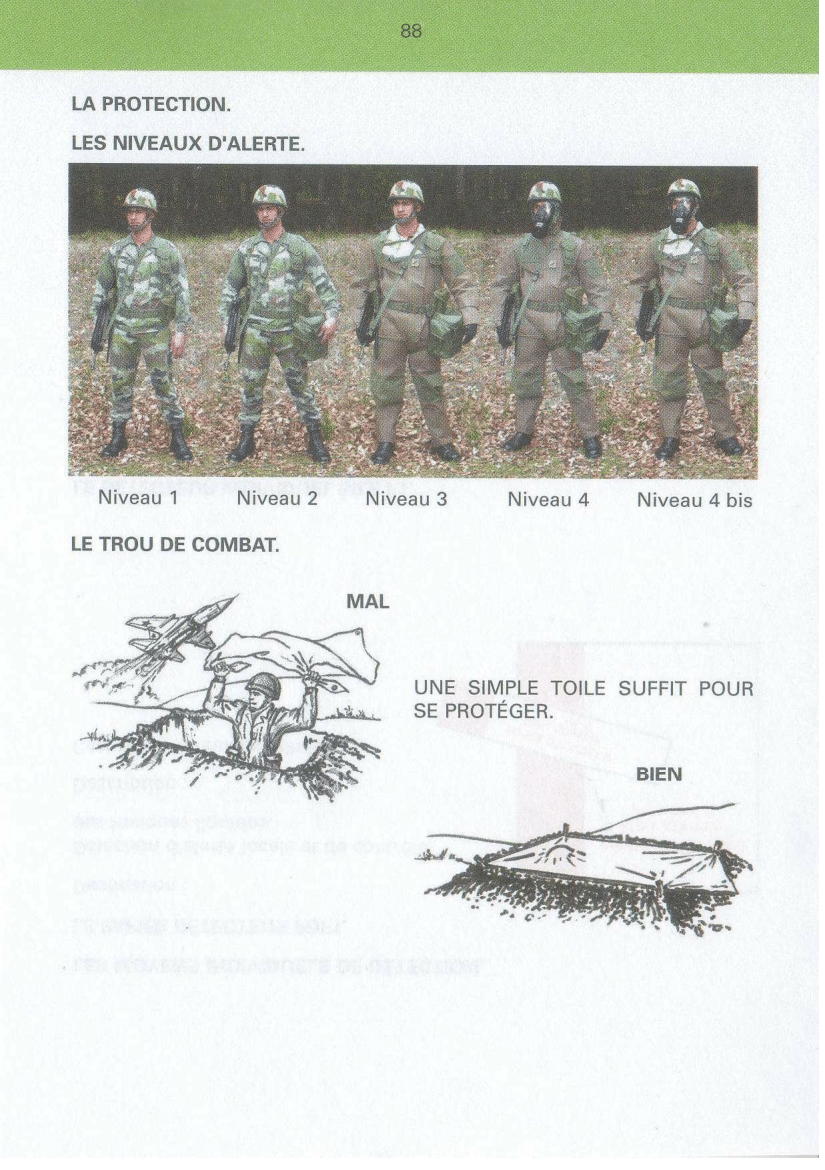 88
LA PROTECTION.
LES NIVEAUX D'ALERTE.
Niveau 1 Niveau 2 Niveau 3 Niveau 4 Niveau 4 bis
LE TROU DE COMBAT.
MAL
UNE SIMPLE TOILE SUFFIT POUR
SE PROTÉGER.
BIEN